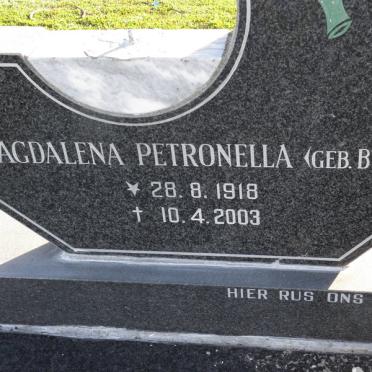 AGDALENA PETRONELLA (GEB. B
* 28. 8. 1918
† 10. 4. 2003
HIER RUS ONS